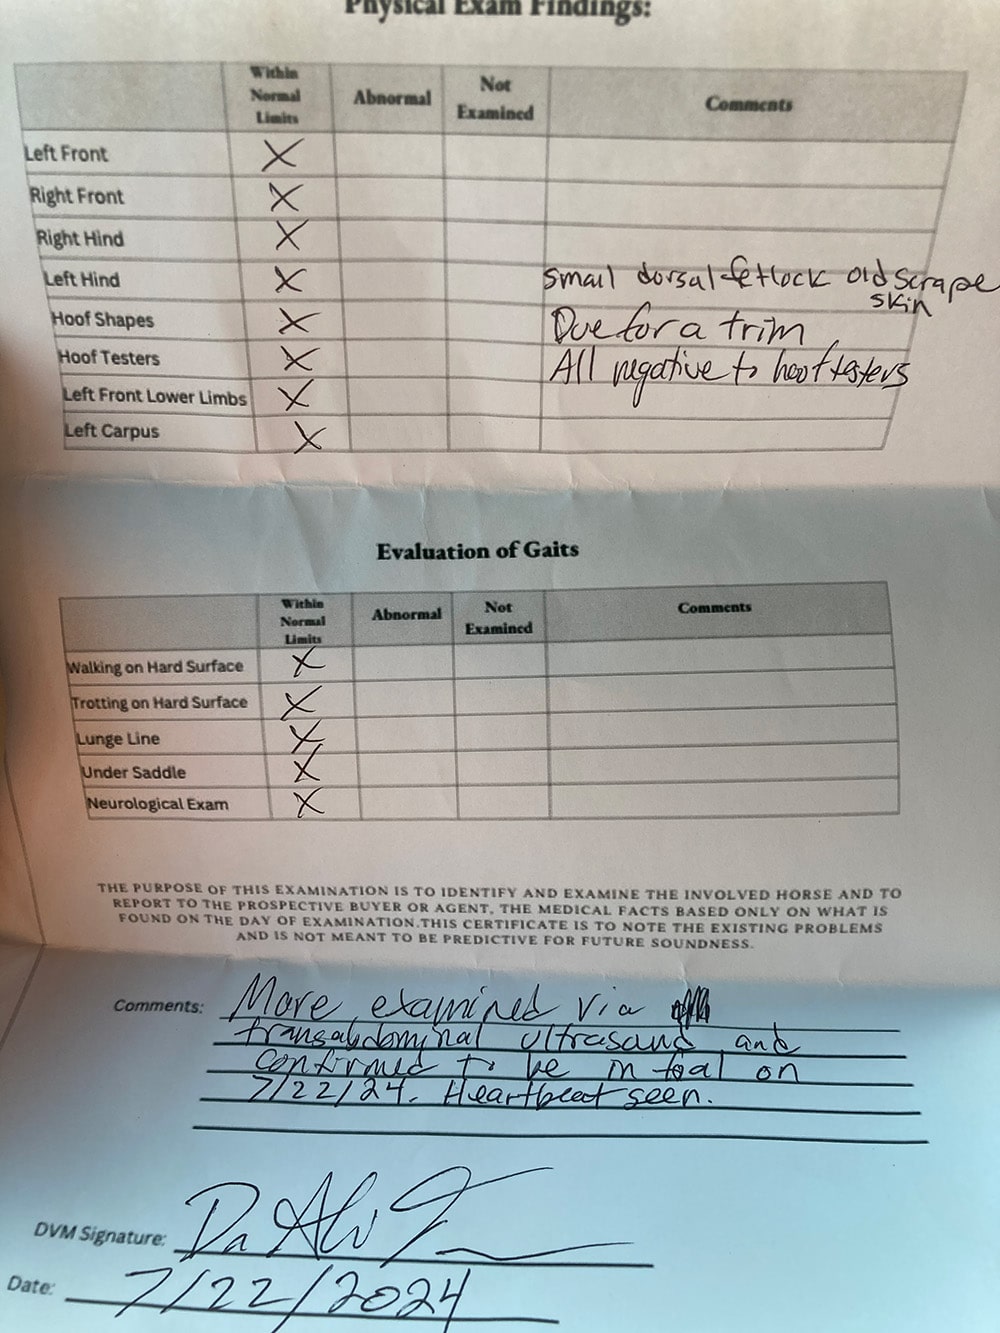 Physical Exam Findings:
Within Normal Limits Abnormal Not Examined Comments
Left Front X
Right Front X
Right Hind X
Left Hind X small dorsal fetlock old scrape
skin
Hoof Shapes X Due for a trim
Hoof Testers X All negative to hoof testers
Left Front Lower Limbs X
Left Carpus X
Evaluation of Gaits
Within Normal Limits Abnormal Not Examined Comments
Walking on Hard Surface X
Trotting on Hard Surface X
Lunge Line X
Under Saddle X
Neurological Exam X
THE PURPOSE OF THIS EXAMINATION IS TO IDENTIFY AND EXAMINE THE INVOLVED HORSE AND TO
REPORT TO THE PROSPECTIVE BUYER OR AGENT, THE MEDICAL FACTS BASED ONLY ON WHAT IS
FOUND ON THE DAY OF EXAMINATION.THIS CERTIFICATE IS TO NOTE THE EXISTING PROBLEMS
AND IS NOT MEANT TO BE PREDICTIVE FOR FUTURE SOUNDNESS.
Comments: Mare examined via
transabdominal ultrasound and
confirmed to be in foal on
7/22/24. Heartbeat seen.
DVM Signature:
Date: 7/22/2024